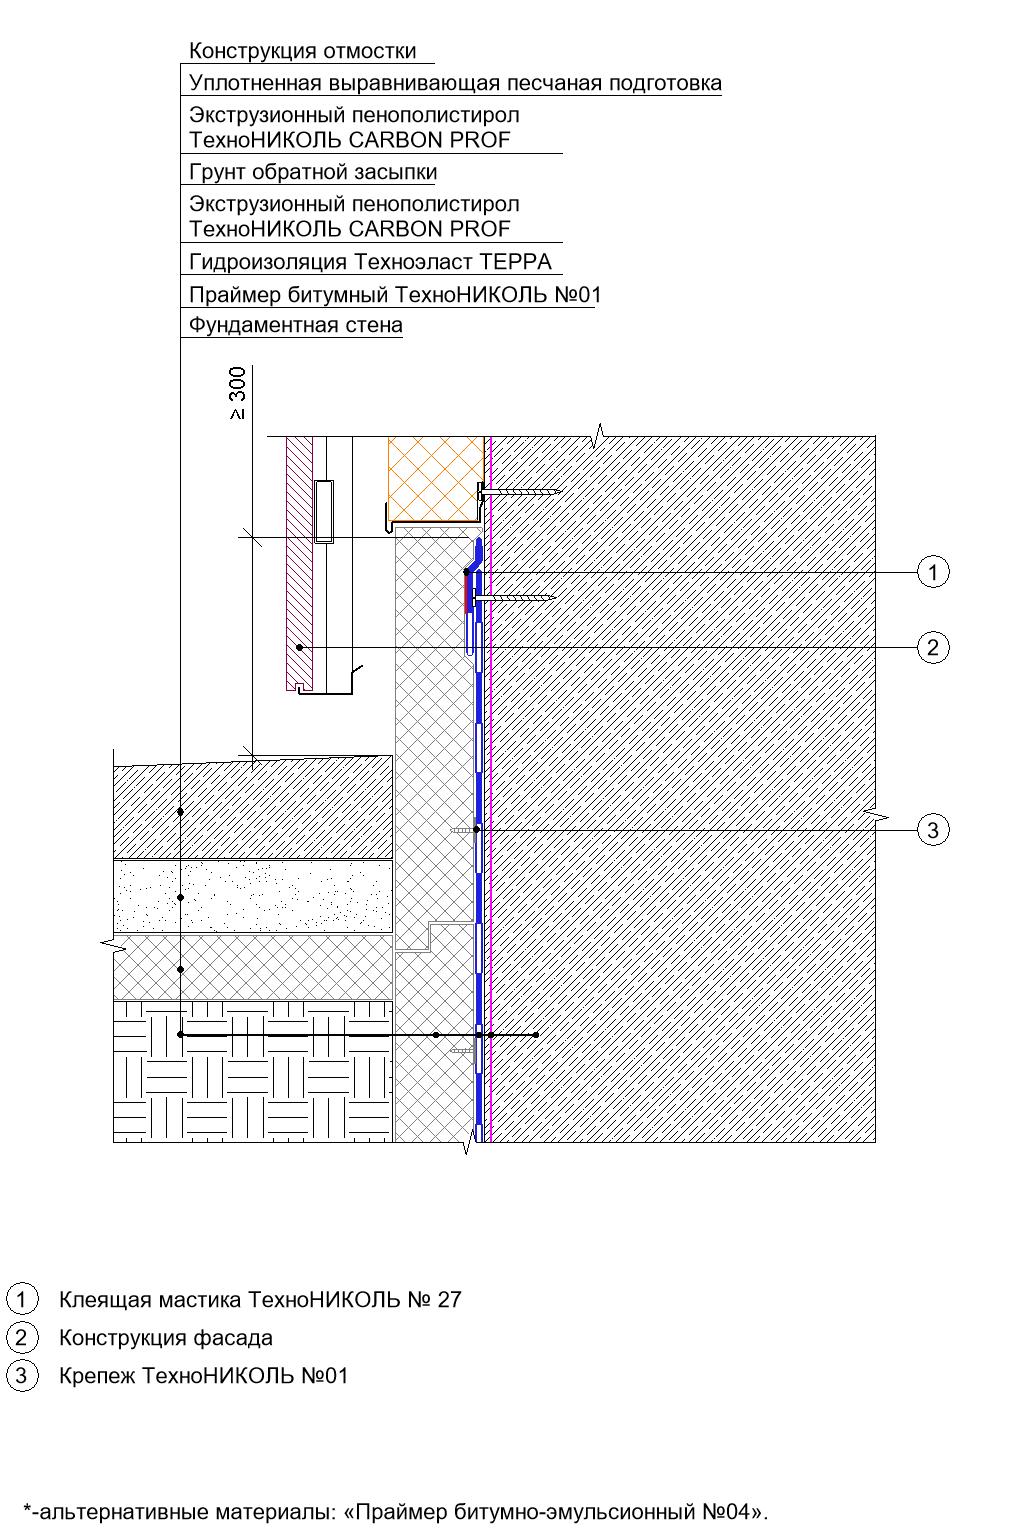 Конструкция отмостки
Уплотненная выравнивающая песчаная подготовка
Экструзионный пенополистирол
ТехноНИКОЛЬ CARBON PROF
Грунт обратной засыпки
Экструзионный пенополистирол
ТехноНИКОЛЬ CARBON PROF
Гидроизоляция Техноэласт ТЕРРА
Праймер битумный ТехноНИКОЛЬ №01
Фундаментная стена
≥ 300
1
2
3
1 Клеящая мастика ТехноНИКОЛЬ № 27
2 Конструкция фасада
3 Крепеж ТехноНИКОЛЬ №01
*-альтернативные материалы: «Праймер битумно-эмульсионный №04».